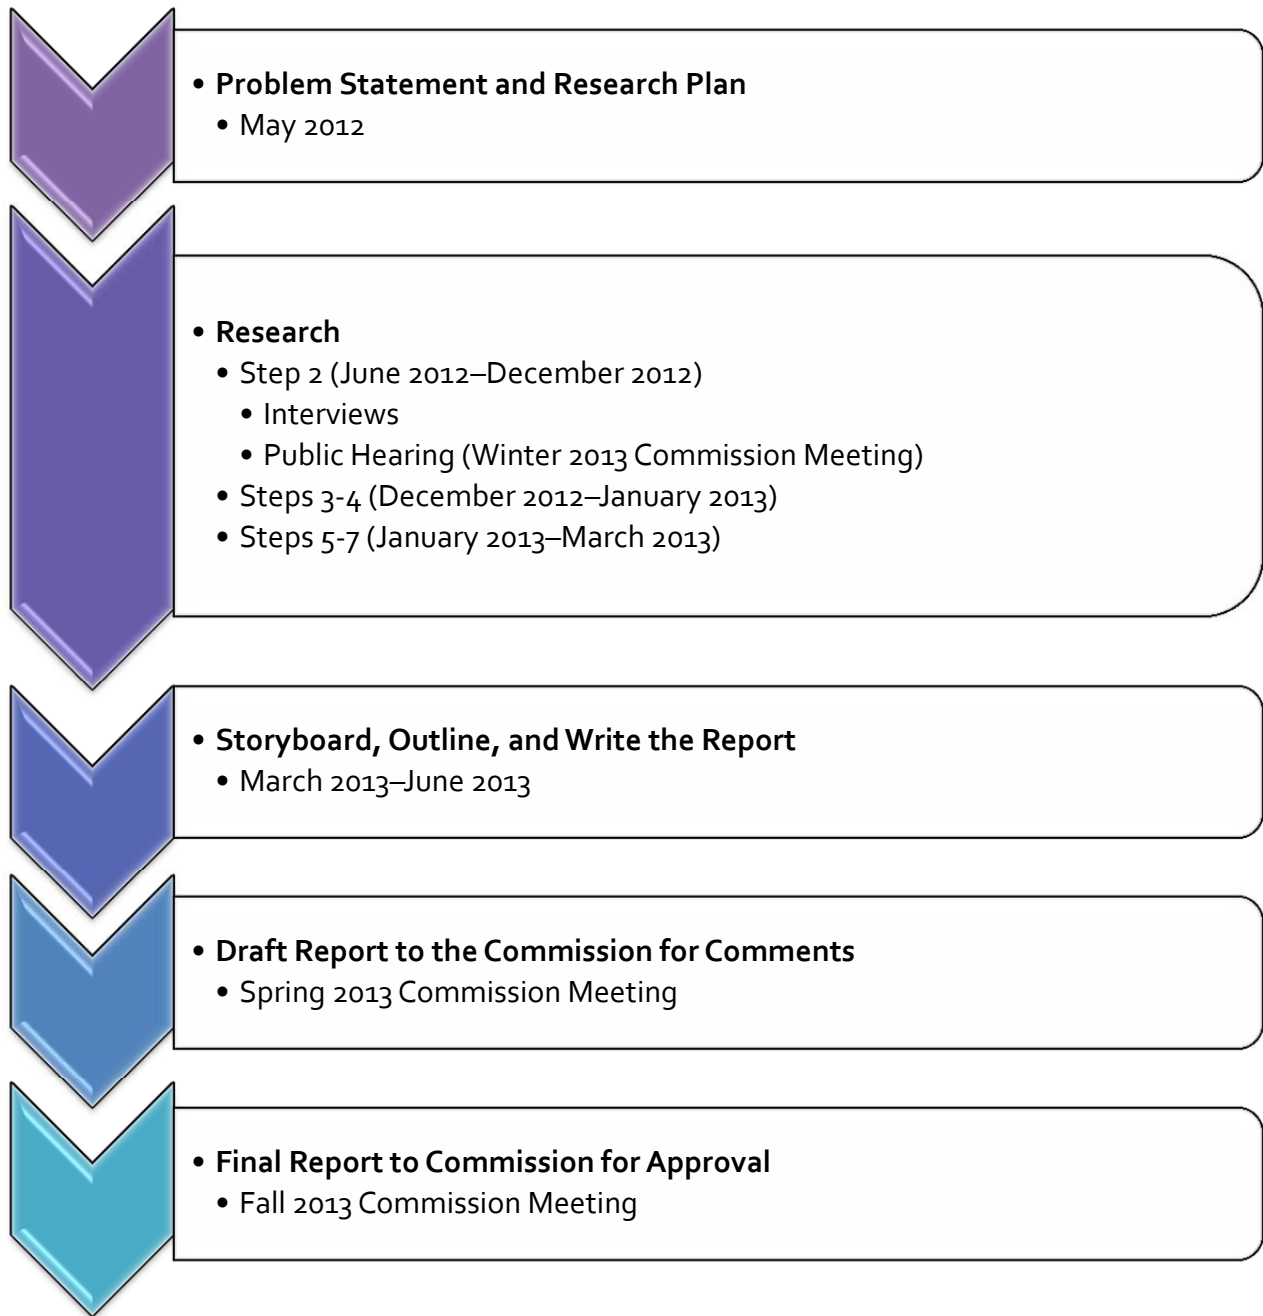 • Problem Statement and Research Plan
• May 2012
• Research
• Step 2 (June 2012–December 2012)
• Interviews
• Public Hearing (Winter 2013 Commission Meeting)
• Steps 3-4 (December 2012–January 2013)
• Steps 5-7 (January 2013–March 2013)
• Storyboard, Outline, and Write the Report
• March 2013–June 2013
• Draft Report to the Commission for Comments
• Spring 2013 Commission Meeting
• Final Report to Commission for Approval
• Fall 2013 Commission Meeting